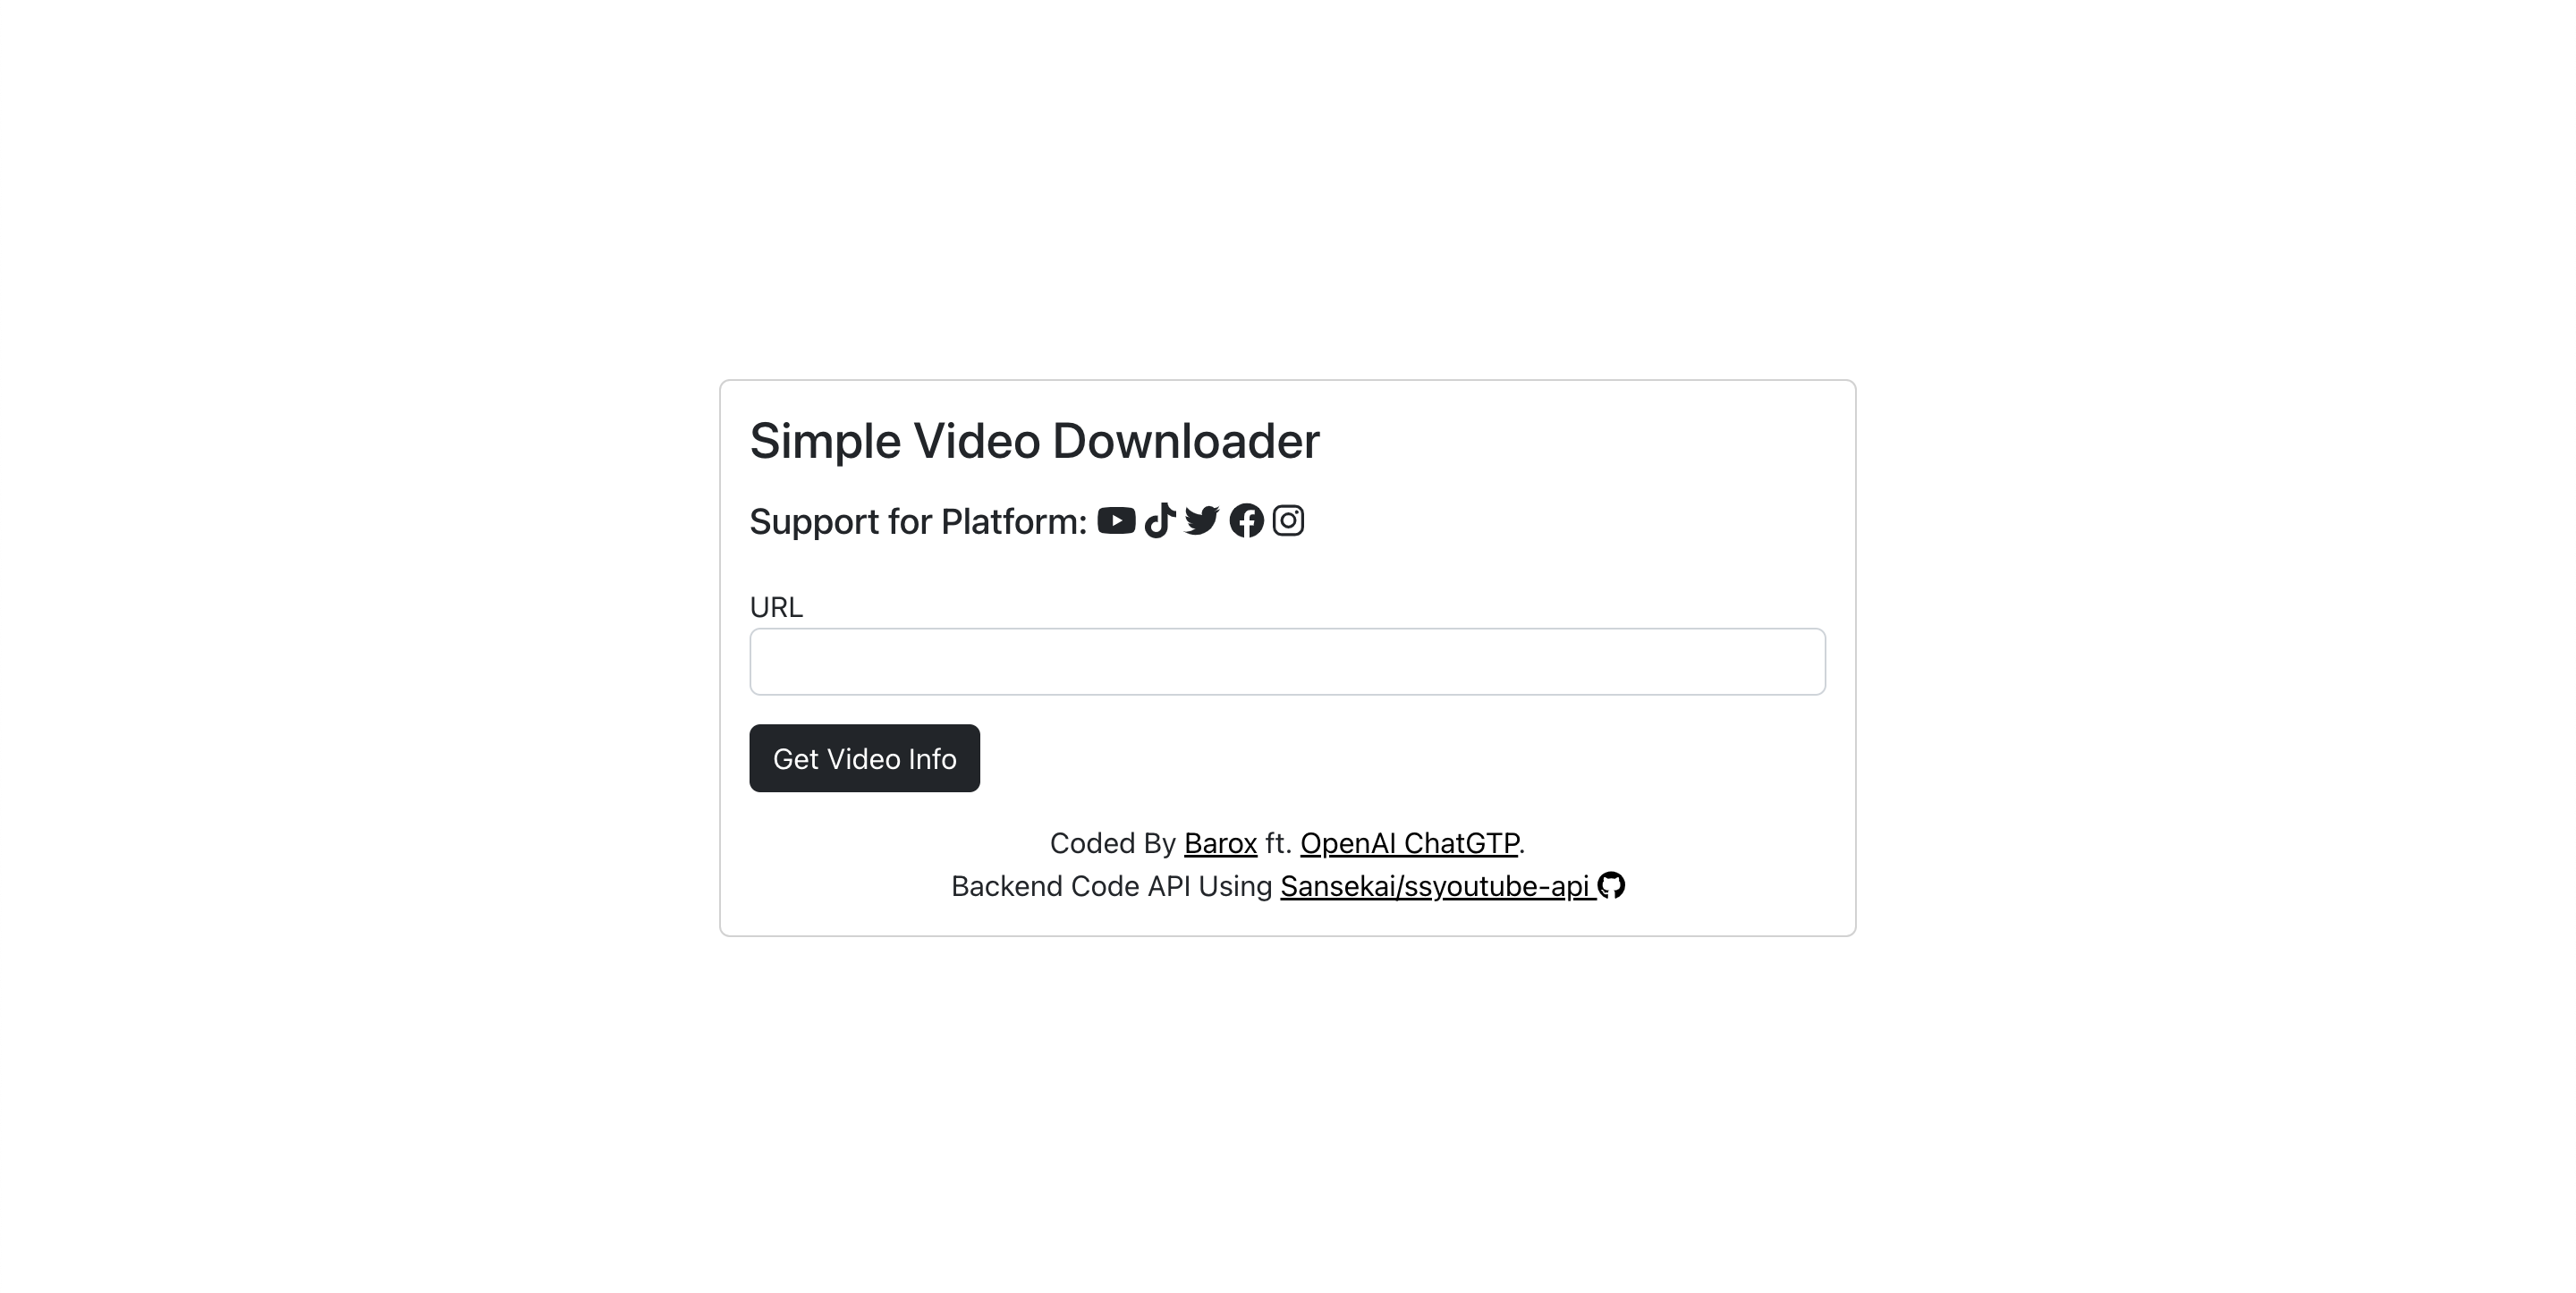 Simple Video Downloader
Support for Platform:
URL
Get Video Info
Coded By Barox ft. OpenAI ChatGTP.
Backend Code API Using Sansekai/ssyoutube-api